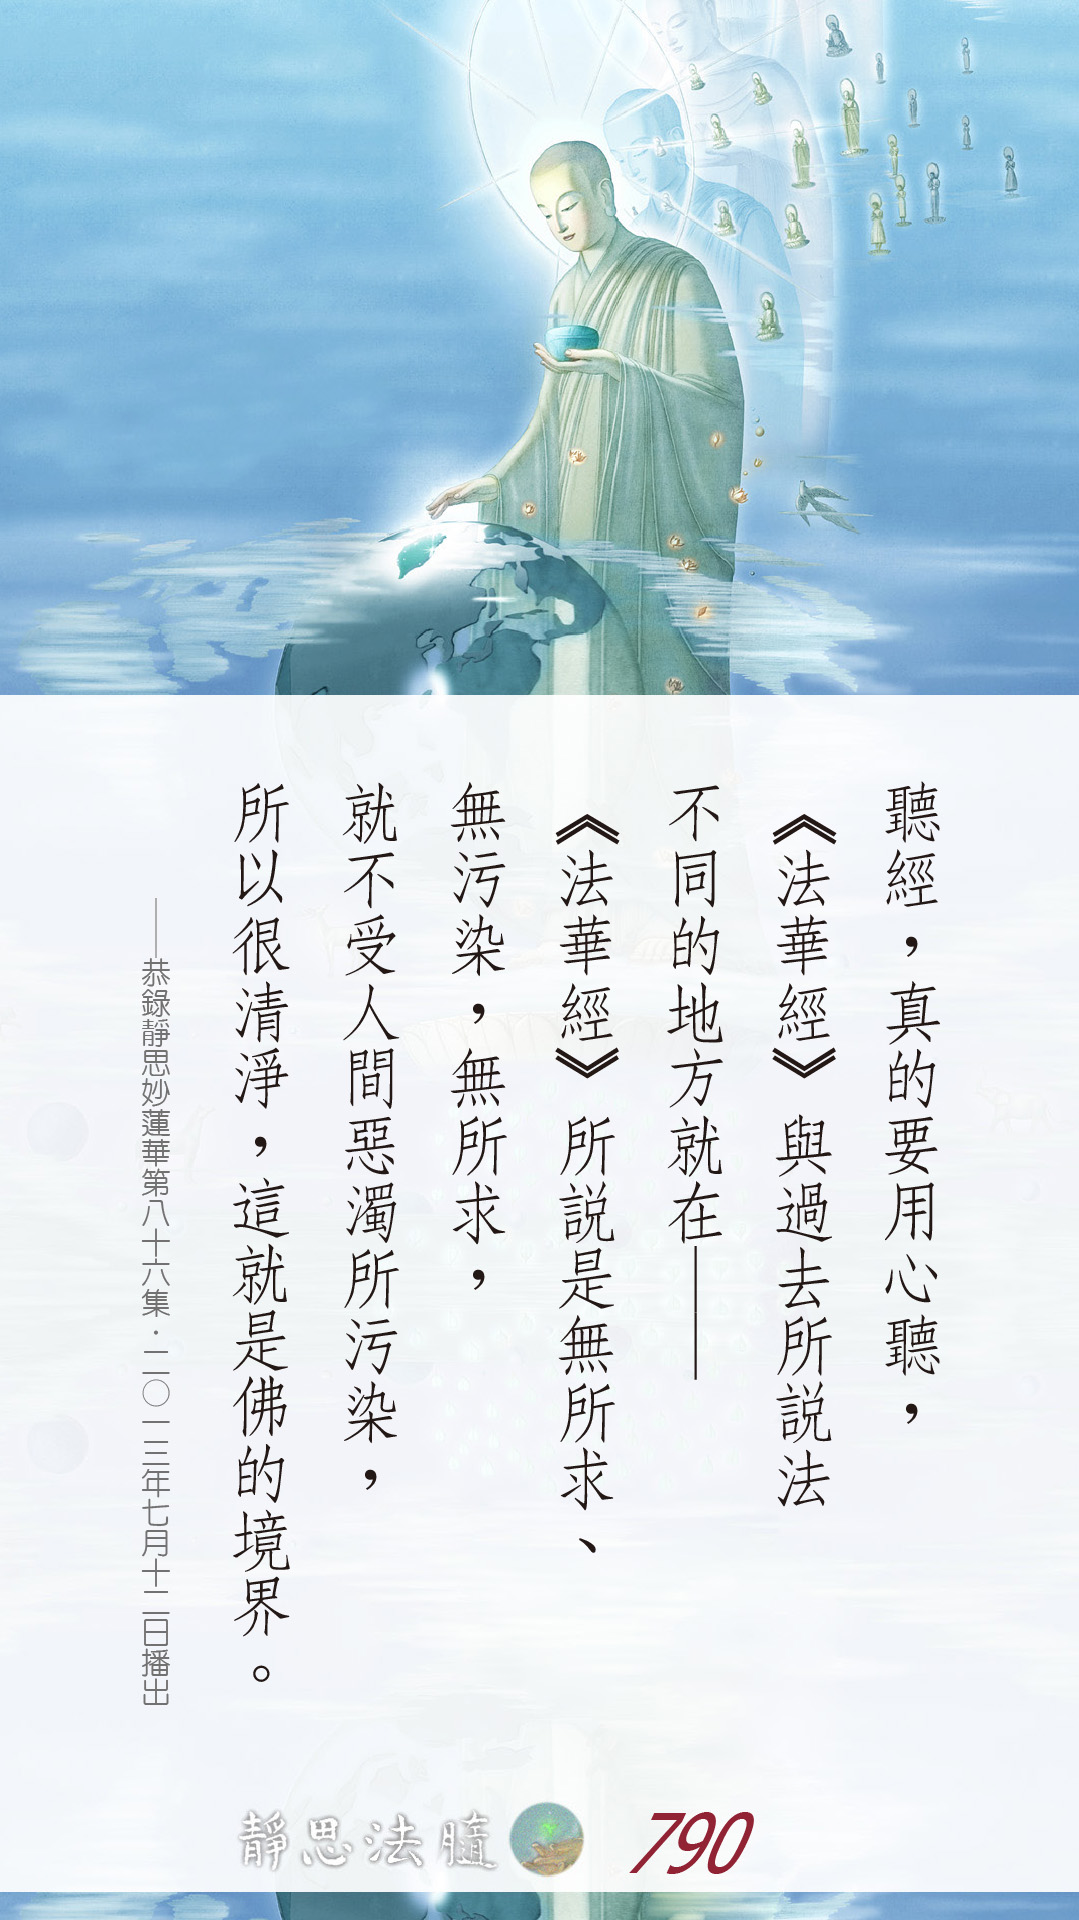 聽經，真的要用心聽，
《法華經》與過去所説法
不同的地方就在——
《法華經》所説是無所求、
無污染，無所求，
就不受人間惡濁所污染，
所以很清淨，這就是佛的境界。
——恭錄靜思妙蓮華第八十六集·二〇一三年七月十二日播出
靜思法髓
790